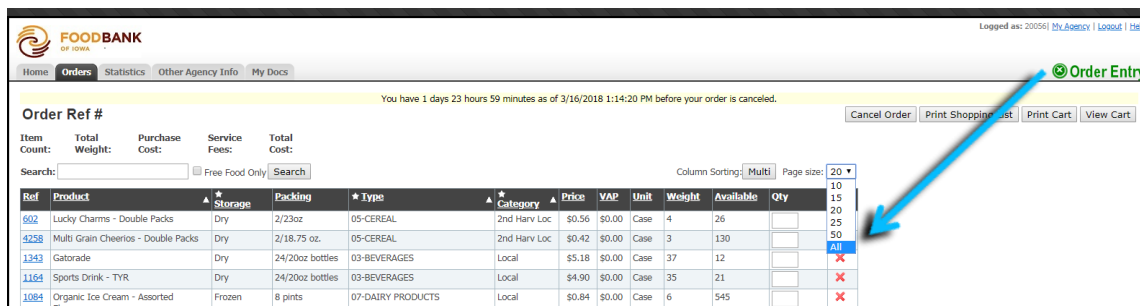 Logged as: 20056| My Agency | Logout | Hel
FOODBANK
OF IOWA
Home Orders Statistics Other Agency Info My Docs
Order Entry
You have 1 days 23 hours 59 minutes as of 3/16/2018 1:14:20 PM before your order is canceled.
Order Ref #
Cancel Order Print Shopping List Print Cart View Cart
Item Count: Total Weight: Purchase Cost: Service Fees: Total Cost:
Search: Free Food Only Search Column Sorting: Multi Page size: 20
10
15
20
25
50
All
Ref Product Storage Packing Type Category Price VAP Unit Weight Available Qty
602 Lucky Charms - Double Packs Dry 2/23oz 05-CEREAL 2nd Harv Loc $0.56 $0.00 Case 4 26
4258 Multi Grain Cheerios - Double Packs Dry 2/18.75 oz. 05-CEREAL 2nd Harv Loc $0.42 $0.00 Case 3 130
1343 Gatorade Dry 24/20oz bottles 03-BEVERAGES Local $5.18 $0.00 Case 37 12
1164 Sports Drink - TYR Dry 24/20oz bottles 03-BEVERAGES Local $4.90 $0.00 Case 35 21
1084 Organic Ice Cream - Assorted Frozen 8 pints 07-DAIRY PRODUCTS Local $0.84 $0.00 Case 6 545